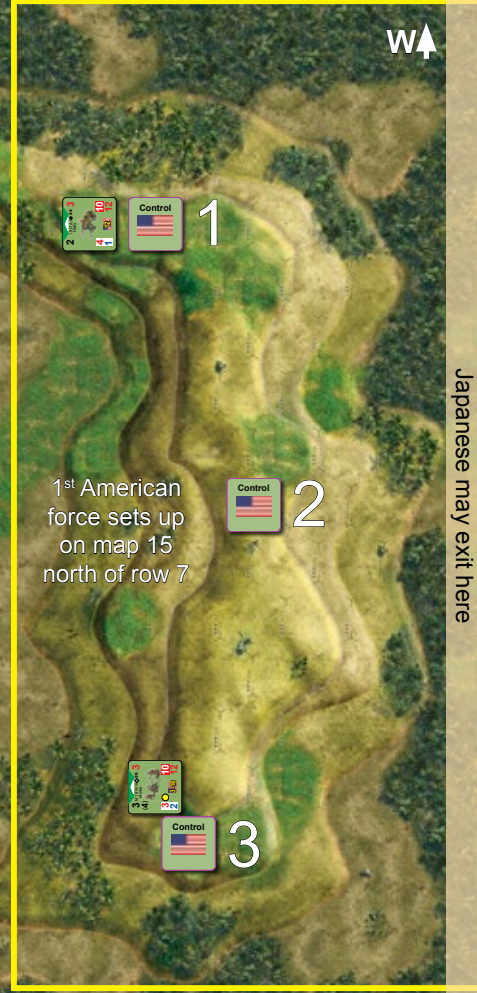 W
Control
1
Control
2
1st American
force sets up
on map 15
north of row 7
Control
3
Japanese may exit here